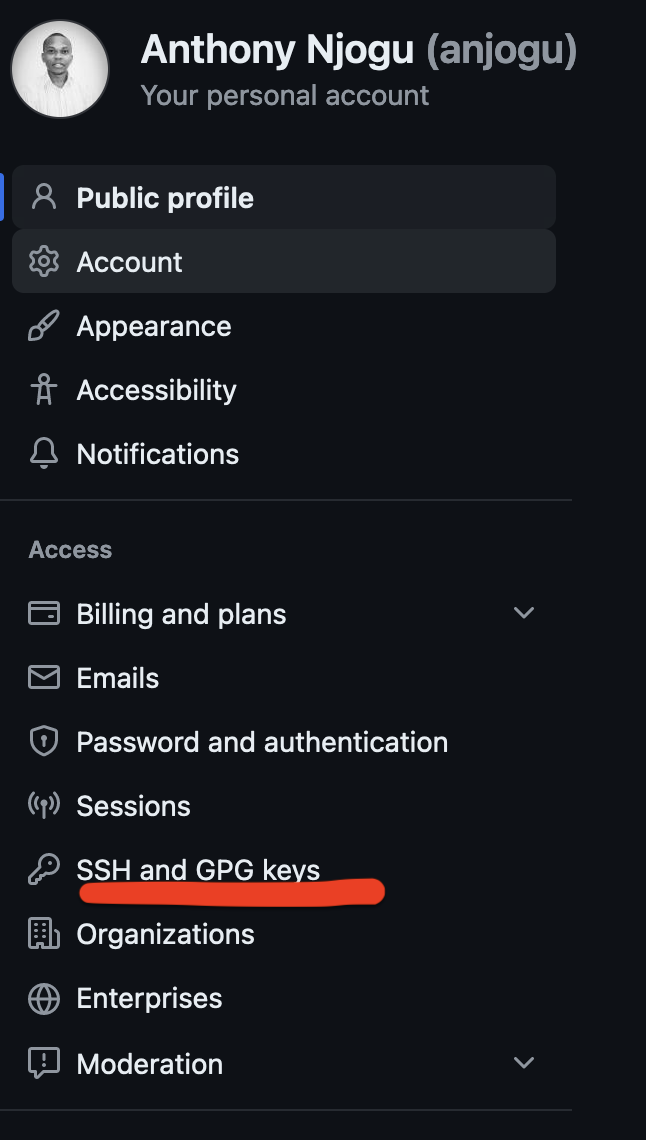 Anthony Njogu (anjogu)
Your personal account
Public profile
Account
Appearance
Accessibility
Notifications
Access
Billing and plans
Emails
Password and authentication
Sessions
SSH and GPG keys
Organizations
Enterprises
Moderation